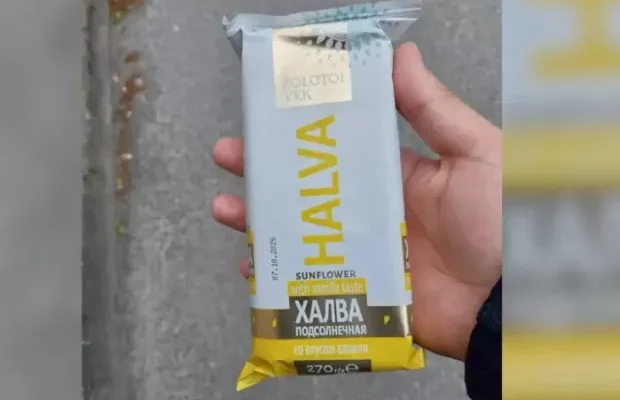 ZOLOTOI
VEK
HALVA
07.10.2025
SUNFLOWER
with vanilla taste
ХАЛВА
ПОДСОЛНЕЧНАЯ
со вкусом ванили
270 г/g e